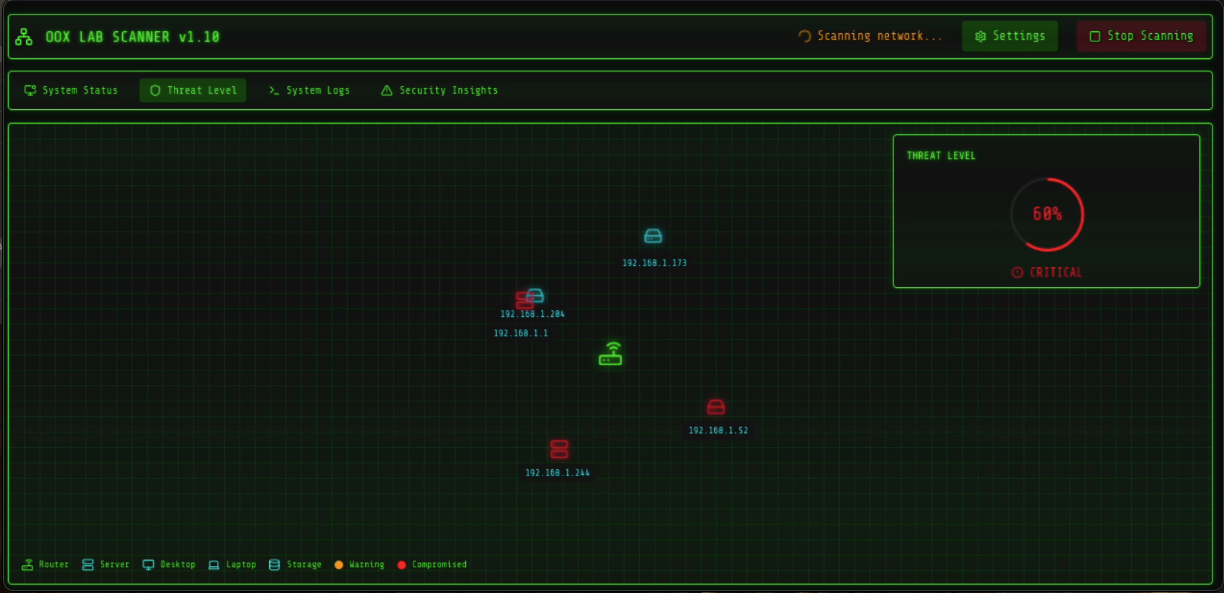 OOX LAB SCANNER v1.10
Scanning network...
Settings
Stop Scanning
System Status
Threat Level
System Logs
Security Insights
THREAT LEVEL
60%
CRITICAL
192.168.1.173
192.168.1.204
192.168.1.1
192.168.1.52
192.168.1.244
Router
Server
Desktop
Laptop
Storage
Warning
Compromised